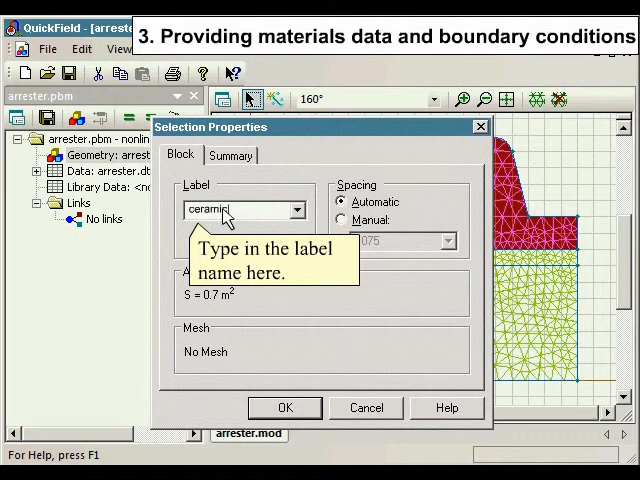 QuickField - [arrester
3. Providing materials data and boundary conditions
File Edit View
arrester.pbm
160°
arrester.pbm - nonlin
Geometry: arreste
Data: arrester.dt
Library Data: <no
Links
No links
Selection Properties
Block Summary
Label
ceramic
Spacing
Automatic
Manual:
Type in the label
name here.
S = 0.7 m²
Mesh
No Mesh
OK Cancel Help
arrester.mod
For Help, press F1